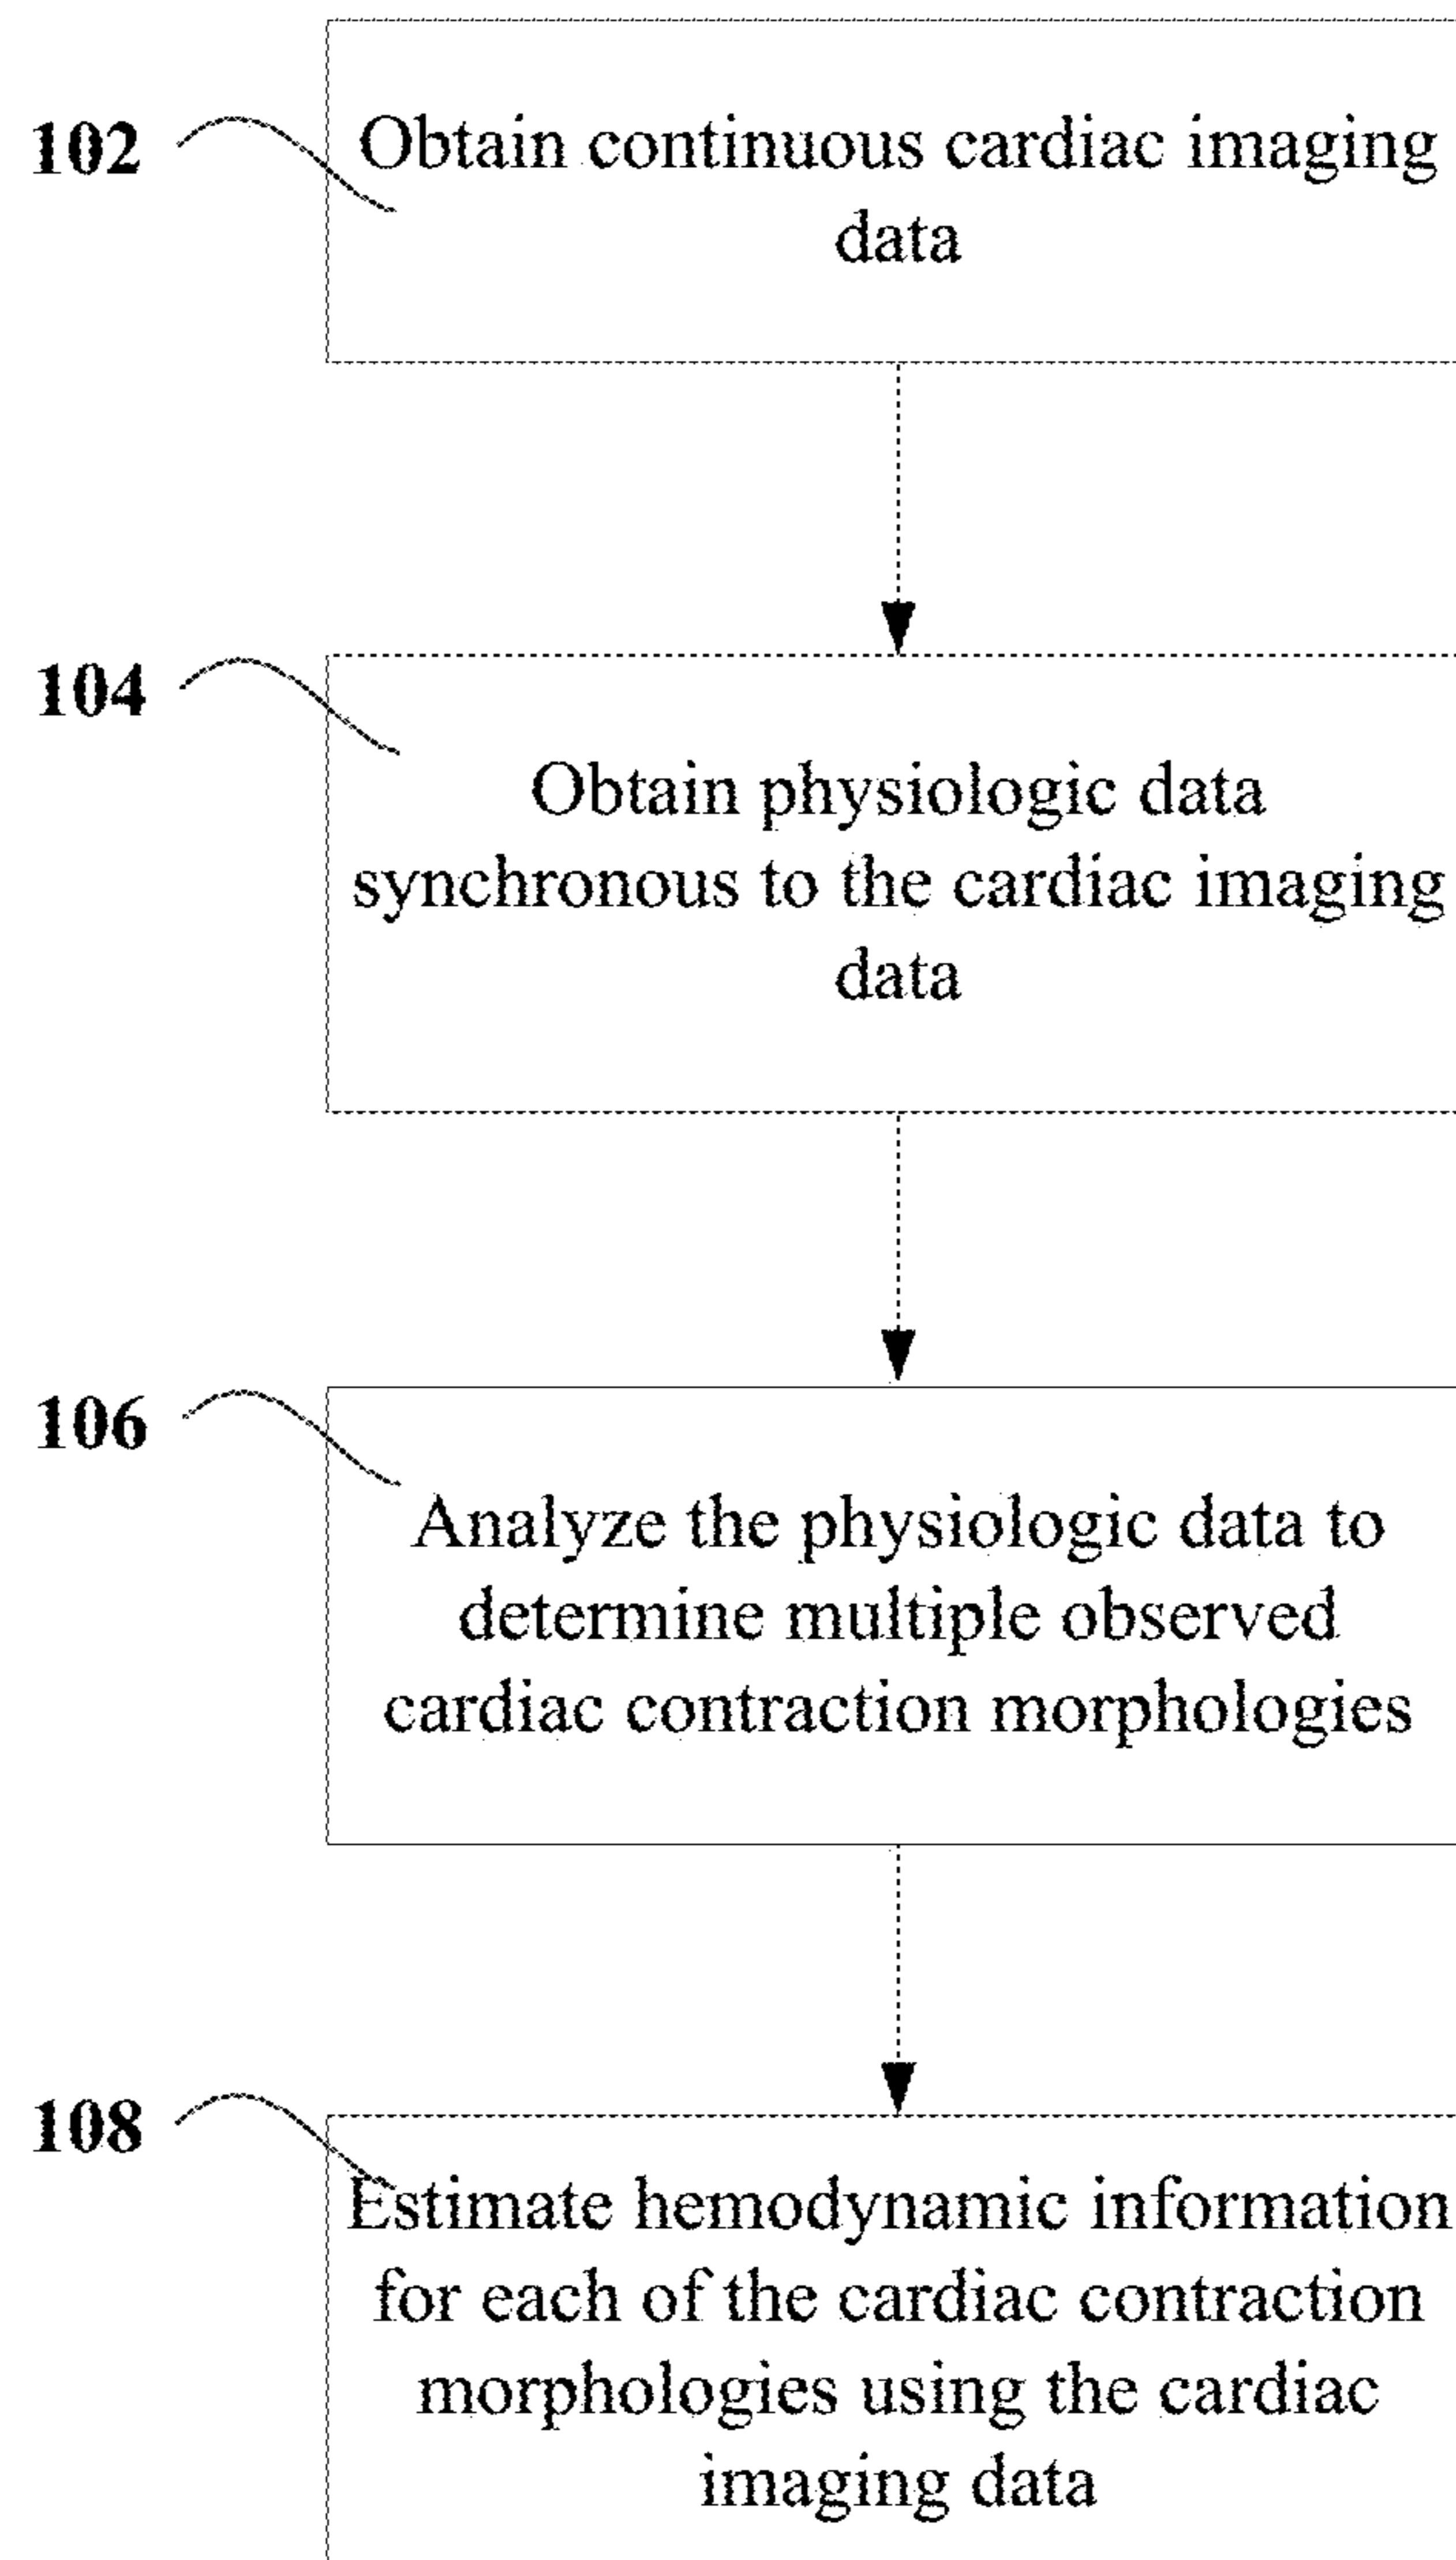 102
Obtain continuous cardiac imaging
data
104
Obtain physiologic data
synchronous to the cardiac imaging
data
106
Analyze the physiologic data to
determine multiple observed
cardiac contraction morphologies
108
Estimate hemodynamic information
for each of the cardiac contraction
morphologies using the cardiac
imaging data